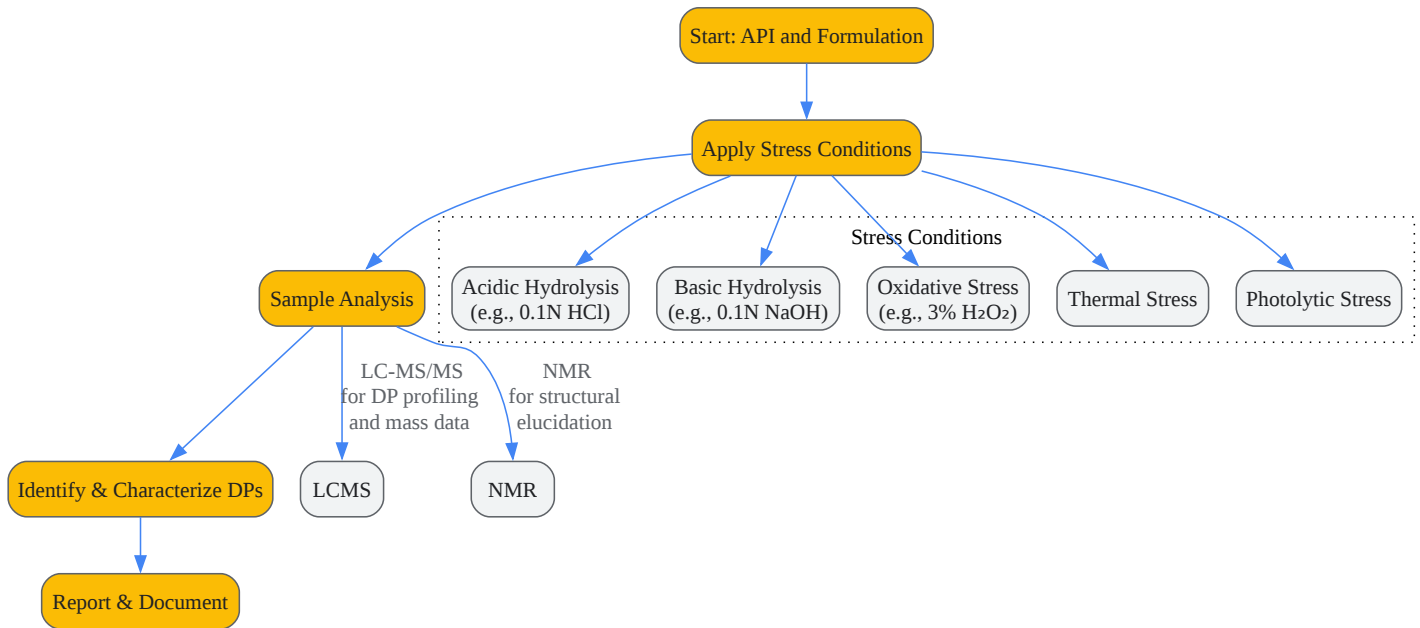 Start: API and Formulation
Apply Stress Conditions
Stress Conditions
Sample Analysis
Acidic Hydrolysis
(e.g., 0.1N HCl)
Basic Hydrolysis
(e.g., 0.1N NaOH)
Oxidative Stress
(e.g., 3% H₂O₂)
Thermal Stress
Photolytic Stress
LC-MS/MS
for DP profiling
and mass data
NMR
for structural
elucidation
Identify & Characterize DPs
LCMS
NMR
Report & Document